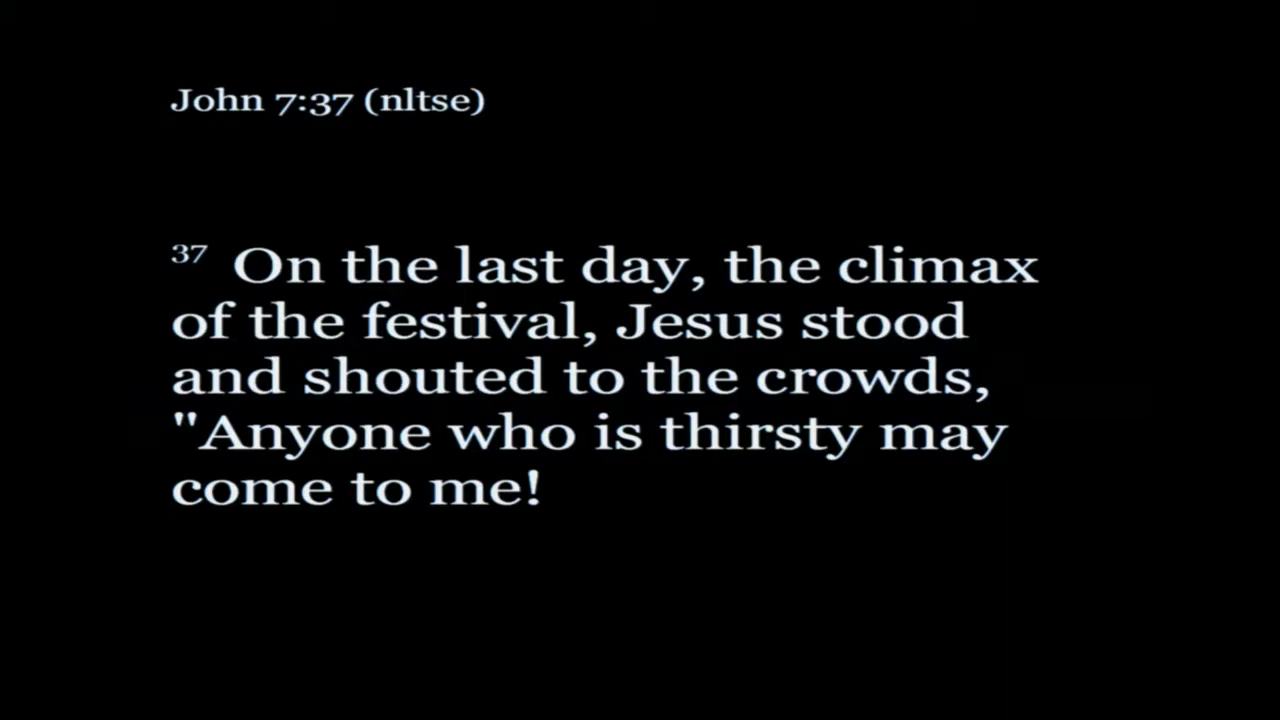 John 7:37 (nltse)
37 On the last day, the climax
of the festival, Jesus stood
and shouted to the crowds,
"Anyone who is thirsty may
come to me!